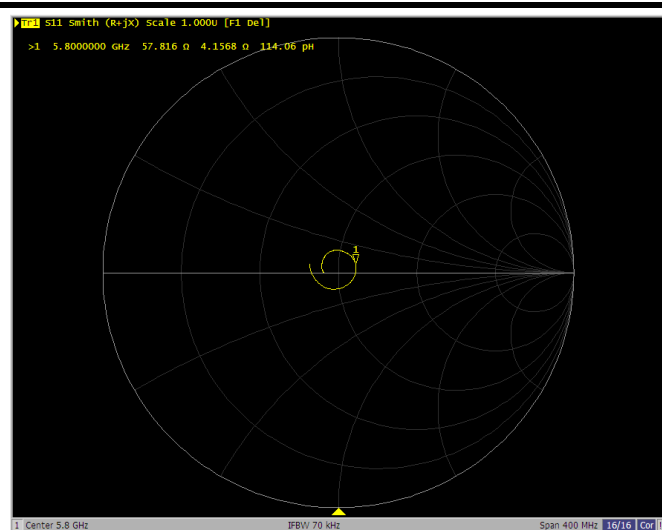 Tr1 S11 Smith (R+jX) Scale 1.000U [F1 Del]
>1 5.8000000 GHz 57.816 Ω 4.1568 Ω 114.06 pH
1
1 Center 5.8 GHz IFBW 70 kHz Span 400 MHz 16/16 Cor